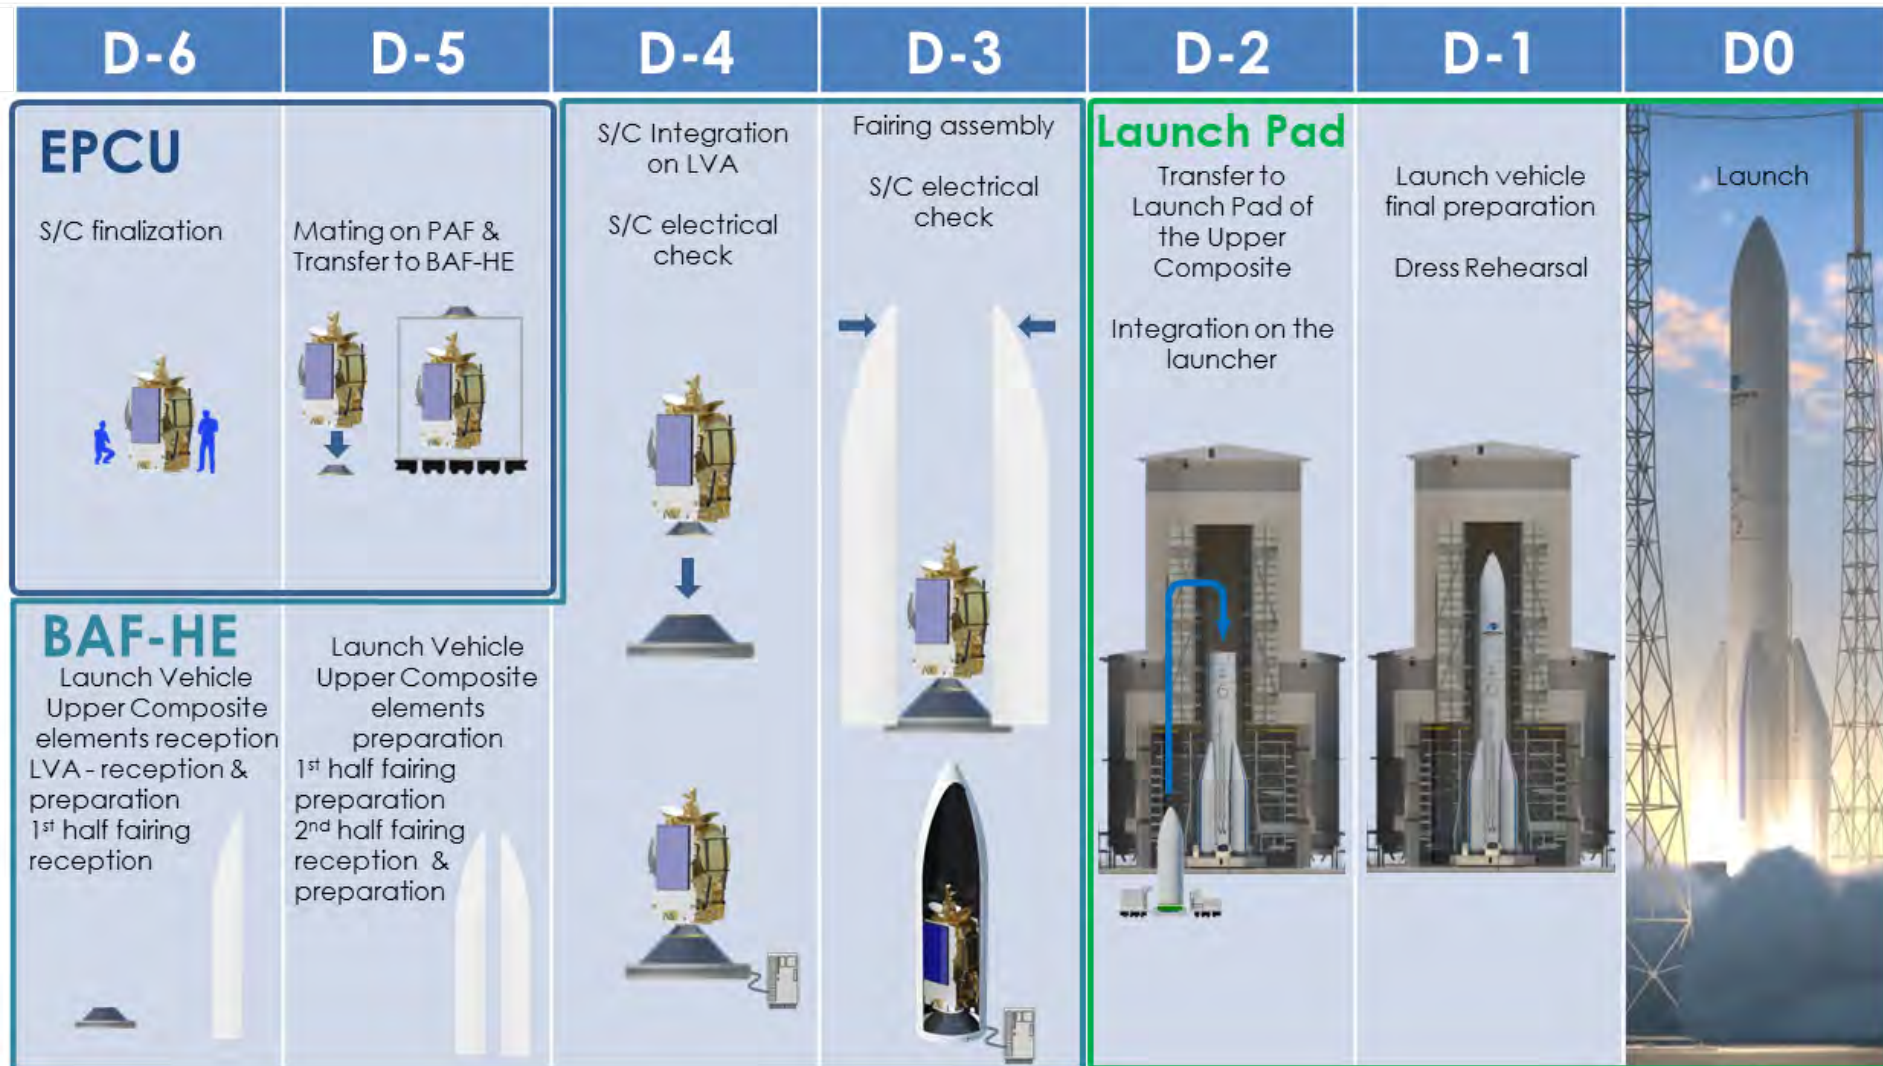 D-6
D-5
D-4
D-3
D-2
D-1
D0
EPCU
S/C finalization
Mating on PAF &
Transfer to BAF-HE
BAF-HE
Launch Vehicle
Upper Composite
elements reception
LVA - reception &
preparation
1st half fairing
reception
Launch Vehicle
Upper Composite
elements
preparation
1st half fairing
preparation
2nd half fairing
reception &
preparation
S/C Integration
on LVA
S/C electrical
check
Fairing assembly
S/C electrical
check
Launch Pad
Transfer to
Launch Pad of
the Upper
Composite
Integration on the
launcher
Launch vehicle
final preparation
Dress Rehearsal
Launch